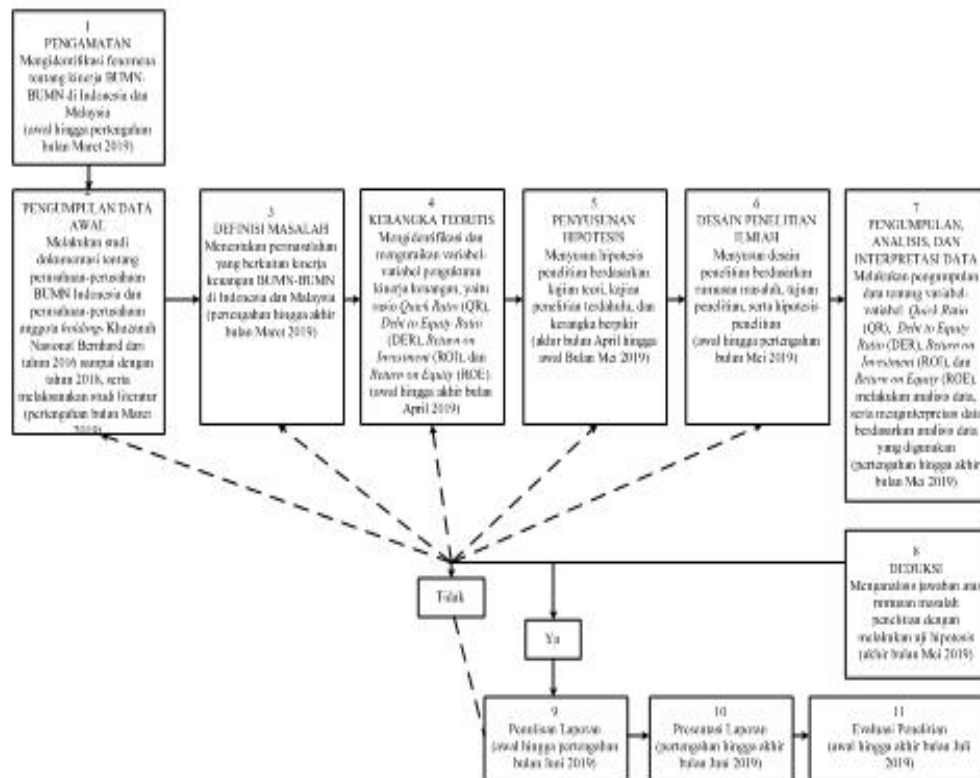 1
PENGAMATAN
Mengidentifikasi fenomena
tentang kinerja BUMN-
BUMN di Indonesia dan
Malaysia
(awal hingga pertengahan
bulan Maret 2019)
2
PENGUMPULAN DATA
AWAL
Melakukan studi
dokumentasi tentang
perusahaan-perusahaan
BUMN Indonesia dan
perusahaan-perusahaan
anggota holdings Khazanah
Nasional Bernhard dari
tahun 2016 sampai dengan
tahun 2018, serta
melaksanakan studi literatur
(pertengahan bulan Maret
2019)
3
DEFINISI MASALAH
Menentukan permasalahan
yang berkaitan kinerja
keuangan BUMN-BUMN
di Indonesia dan Malaysia
(pertengahan hingga akhir
bulan Maret 2019)
4
KERANGKA TEORITIS
Mengidentifikasi dan
menguraikan variabel-
variabel pengukuran
kinerja keuangan, yaitu
rasio Quick Ratio (QR),
Debt to Equity Ratio
(DER), Return on
Investment (ROI), dan
Return on Equity (ROE).
(awal hingga akhir bulan
April 2019)
5
PENYUSUNAN
HIPOTESIS
Menyusun hipotesis
penelitian berdasarkan
kajian teori, kajian
penelitian terdahulu, dan
kerangka berpikir
(akhir bulan April hingga
awal Bulan Mei 2019)
6
DESAIN PENELITIAN
ILMIAH
Menyusun desain
penelitian berdasarkan
rumusan masalah, tujuan
penelitian, serta hipotesis
penelitian
(awal hingga pertengahan
bulan Mei 2019)
7
PENGUMPULAN,
ANALISIS, DAN
INTERPRETASI DATA
Melakukan pengumpulan
data tentang variabel-
variabel Quick Ratio
(QR), Debt to Equity
Ratio (DER), Return on
Investment (ROI), dan
Return on Equity (ROE),
melakukan analisis data,
serta menginterpretasi data
berdasarkan analisis data
yang digunakan
(pertengahan hingga akhir
bulan Mei 2019)
8
DEDUKSI
Menganalisis jawaban atas
rumusan masalah
penelitian dengan
melakukan uji hipotesis
(akhir bulan Mei 2019)
Tidak
Ya
9
Penulisan Laporan
(awal hingga pertengahan
bulan Juni 2019)
10
Presentasi Laporan
(pertengahan hingga akhir
bulan Juni 2019)
11
Evaluasi Penelitian
(awal hingga akhir bulan Juli
2019)